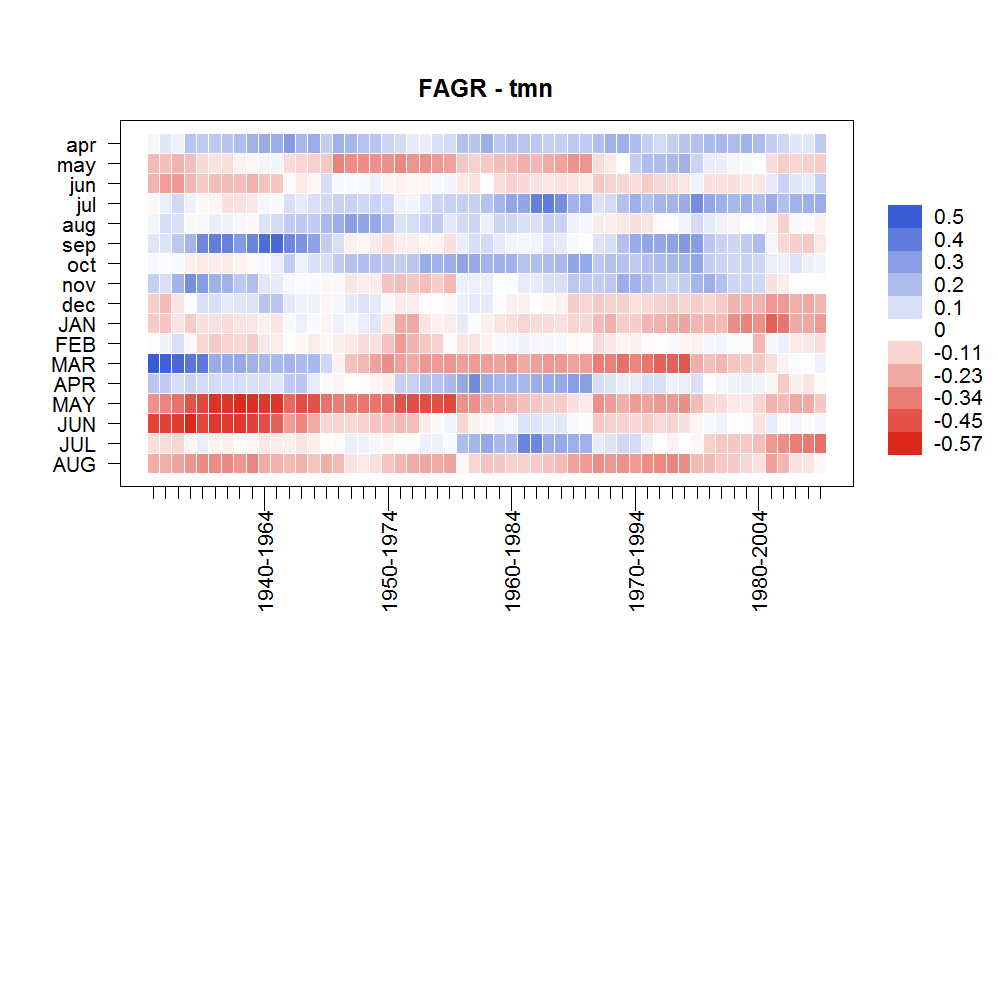 FAGR - tmn
apr
may
jun
jul
aug
sep
oct
nov
dec
JAN
FEB
MAR
APR
MAY
JUN
JUL
AUG
1940-1964
1950-1974
1960-1984
1970-1994
1980-2004
0.5
0.4
0.3
0.2
0.1
0
-0.11
-0.23
-0.34
-0.45
-0.57